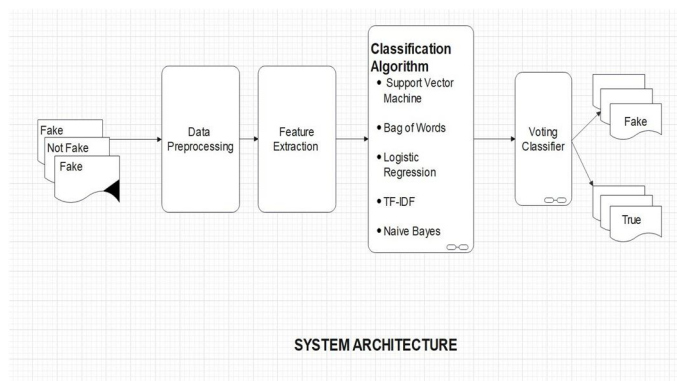 Fake
Not Fake
Fake
Data
Preprocessing
Feature
Extraction
Classification
Algorithm
• Support Vector
Machine
• Bag of Words
• Logistic
Regression
• TF-IDF
• Naive Bayes
Voting
Classifier
Fake
True
SYSTEM ARCHITECTURE